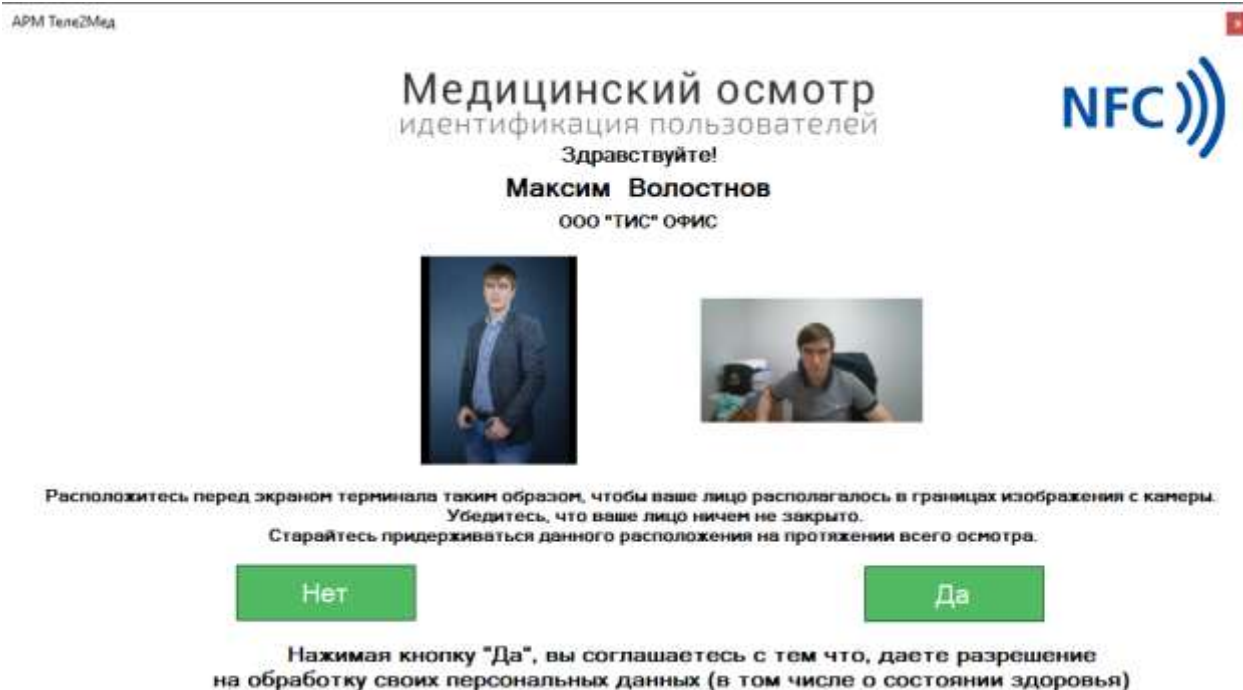 АРМ Теле2Мед
Медицинский осмотр
NFC
идентификация пользователей
Здравствуйте!
Максим Волостнов
ООО "ТИС" ОФИС
Расположитесь перед экраном терминала таким образом, чтобы ваше лицо располагалось в границах изображения с камеры.
Убедитесь, что ваше лицо ничем не закрыто.
Старайтесь придерживаться данного расположения на протяжении всего осмотра.
Нет
Да
Нажимая кнопку "Да", вы соглашаетесь с тем что, даете разрешение
на обработку своих персональных данных (в том числе о состоянии здоровья)